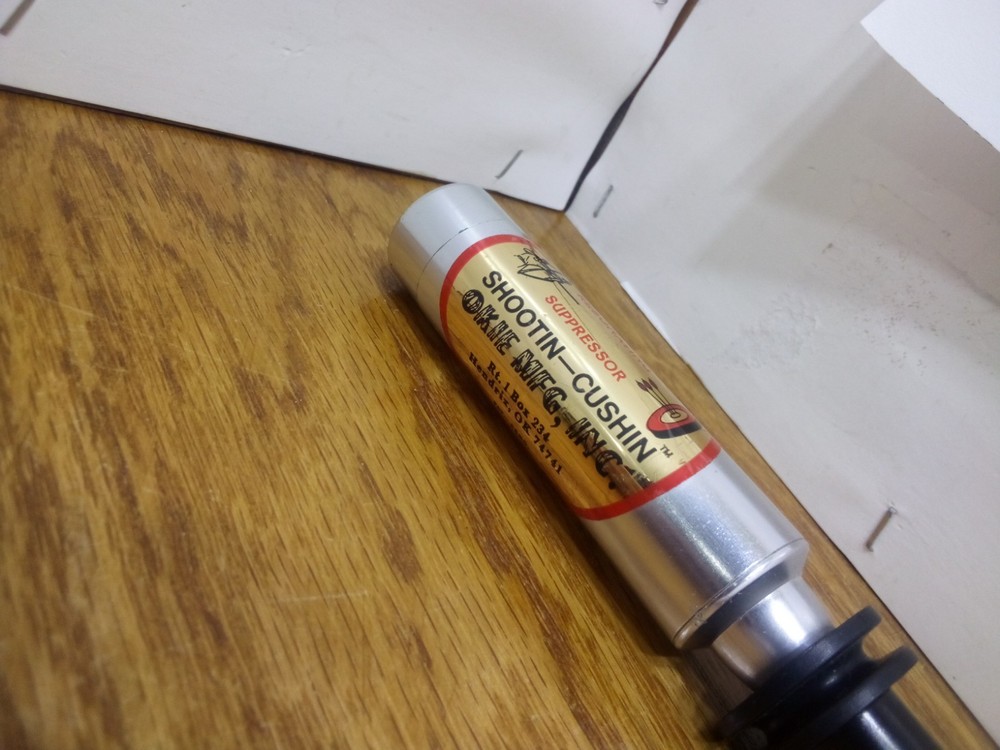 SUPPRESSOR
SHOOTIN—CUSHIN™
OKIE MFG, INC.
Rt. 1 Box 234
Hendrix, OK 74741